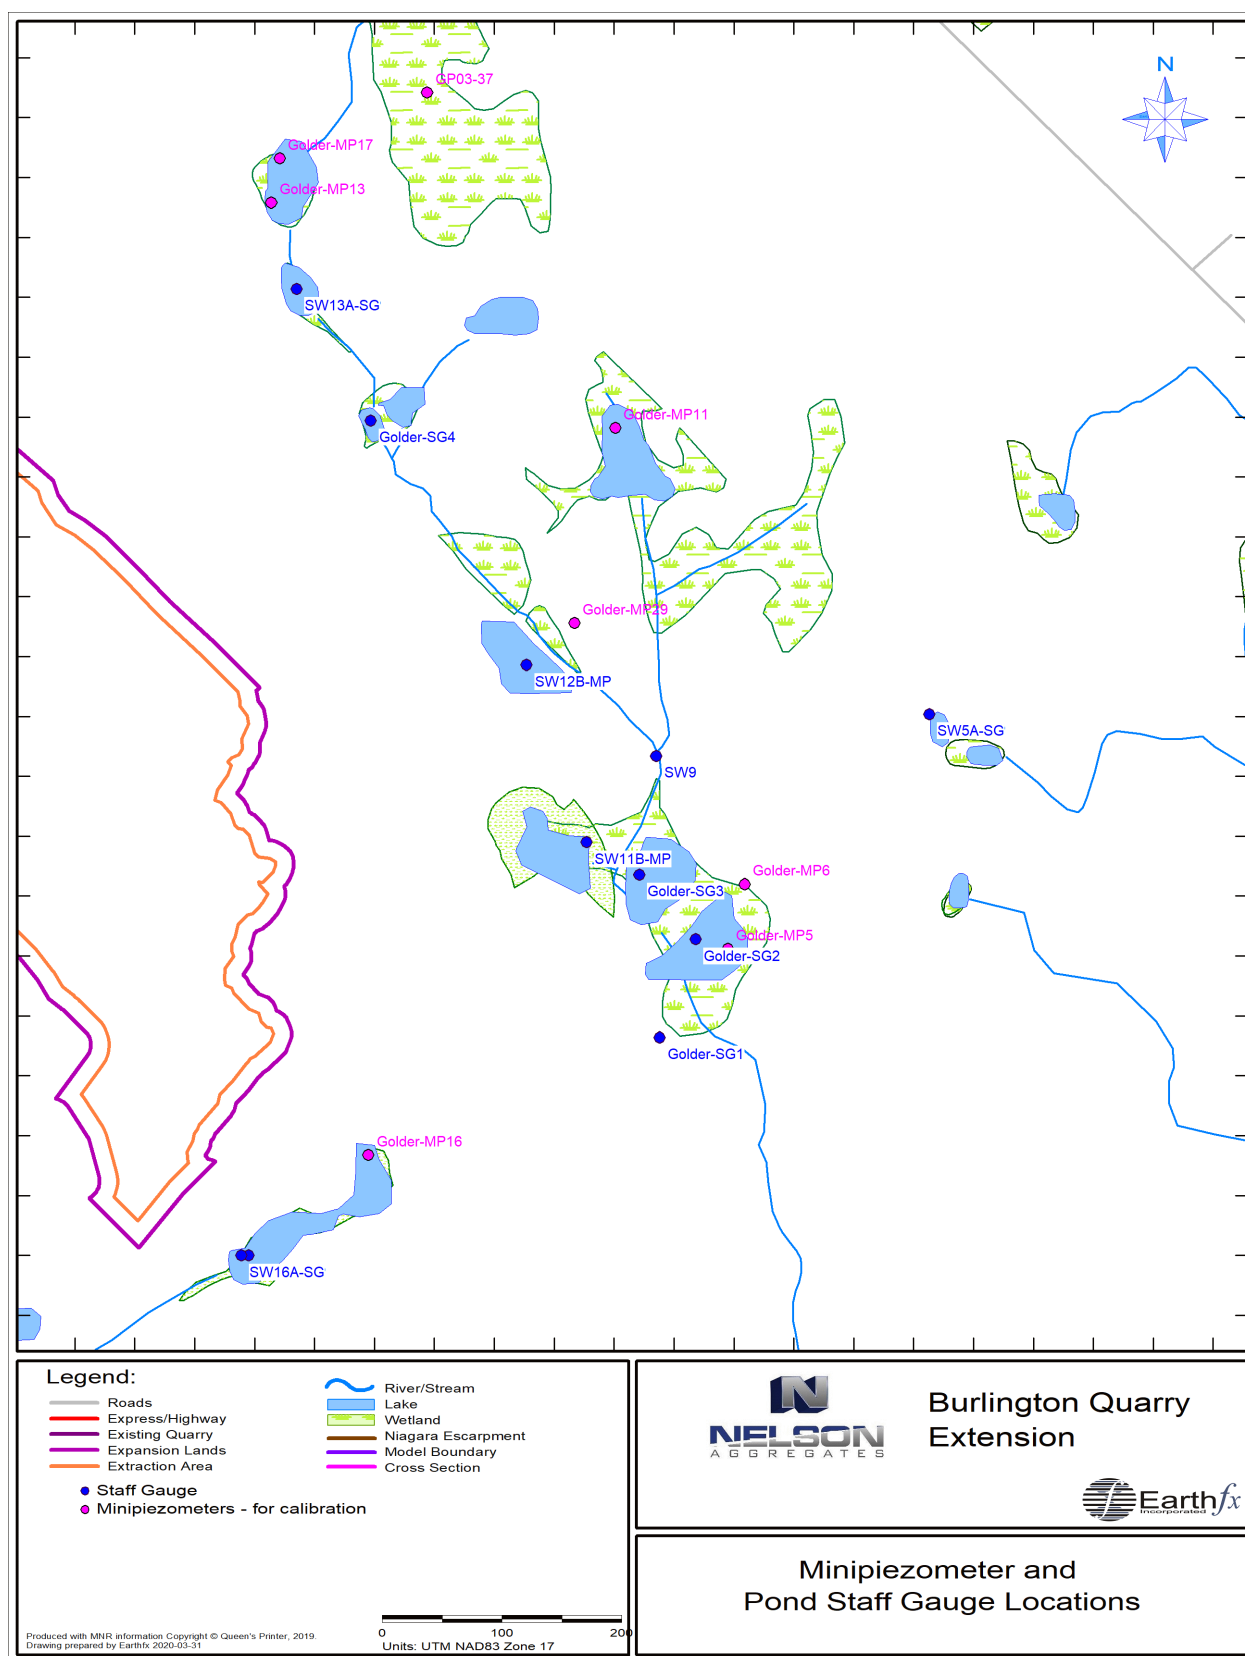 GP03-37
N
Golder-MP17
Golder-MP13
SW13A-SG
Golder-MP11
Golder-SG4
Golder-MP29
SW12B-MP
SW5A-SG
SW9
SW11B-MP
Golder-MP6
Golder-SG3
Golder-MP5
Golder-SG2
Golder-SG1
Golder-MP16
SW16A-SG
Legend:
Roads
Express/Highway
Existing Quarry
Expansion Lands
Extraction Area
River/Stream
Lake
Wetland
Niagara Escarpment
Model Boundary
Cross Section
Staff Gauge
Minipiezometers - for calibration
Produced with MNR information Copyright © Queen's Printer, 2019.
Drawing prepared by Earthfx 2020-03-31
0 100 200
Units: UTM NAD83 Zone 17
N
NELSON
AGGREGATES
Burlington Quarry
Extension
f Earthfx
Incorporated
Minipiezometer and
Pond Staff Gauge Locations